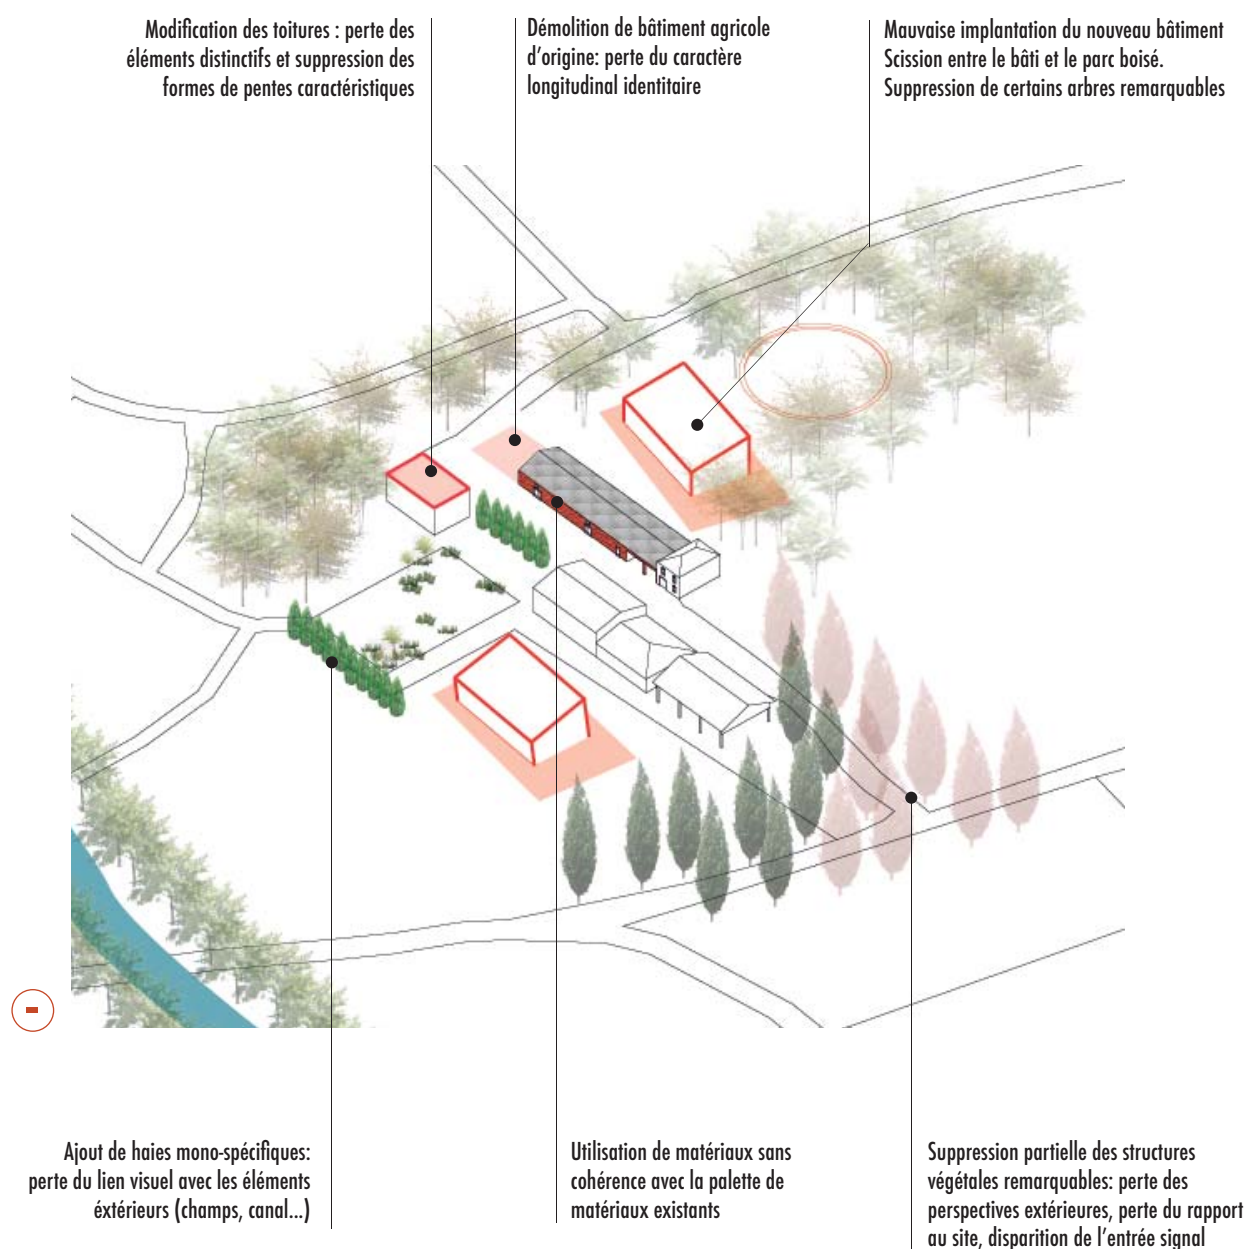 Modification des toitures : perte des
éléments distinctifs et suppression des
formes de pentes caractéristiques
Démolition de bâtiment agricole
d'origine: perte du caractère
longitudinal identitaire
Mauvaise implantation du nouveau bâtiment
Scission entre le bâti et le parc boisé.
Suppression de certains arbres remarquables
Ajout de haies mono-spécifiques:
perte du lien visuel avec les éléments
éxtérieurs (champs, canal...)
Utilisation de matériaux sans
cohérence avec la palette de
matériaux existants
Suppression partielle des structures
végétales remarquables: perte des
perspectives extérieures, perte du rapport
au site, disparition de l'entrée signal